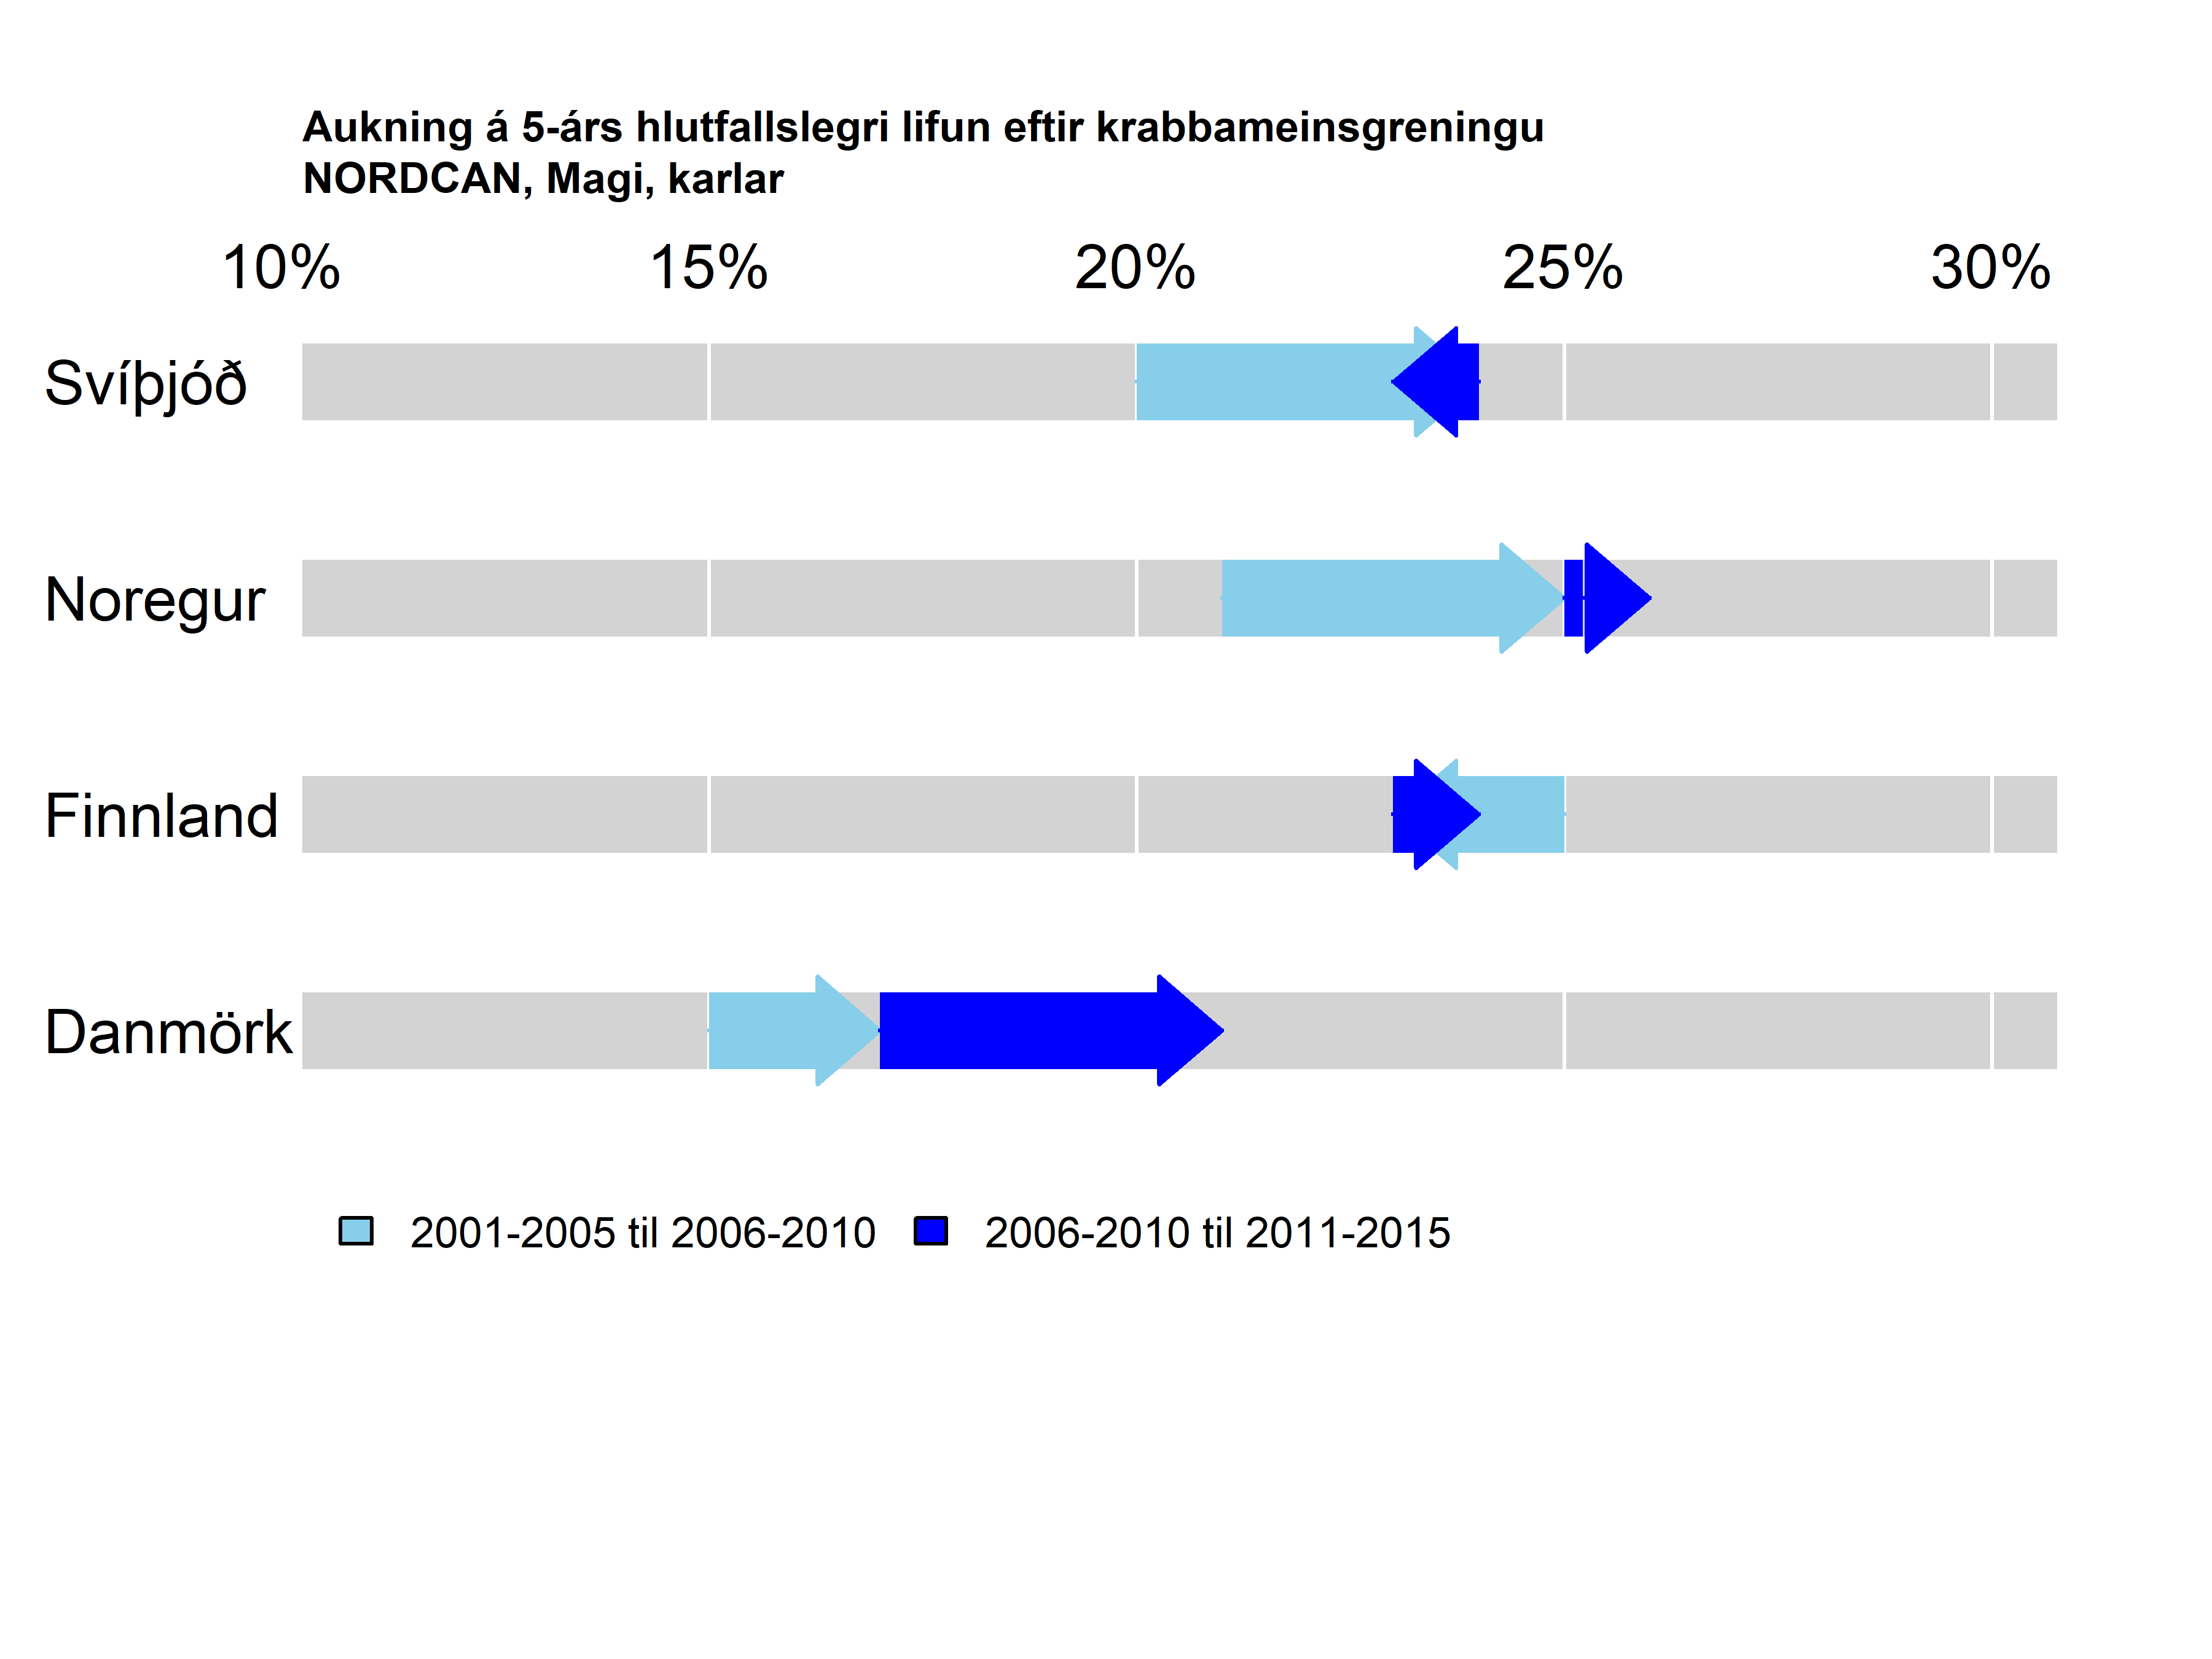 Aukning á 5-árs hlutfallslegri lifun eftir krabbameinsgreningu
NORDCAN, Magi, karlar
10% 15% 20% 25% 30%
Svíþjóð
Noregur
Finnland
Danmörk
2001-2005 til 2006-2010 2006-2010 til 2011-2015